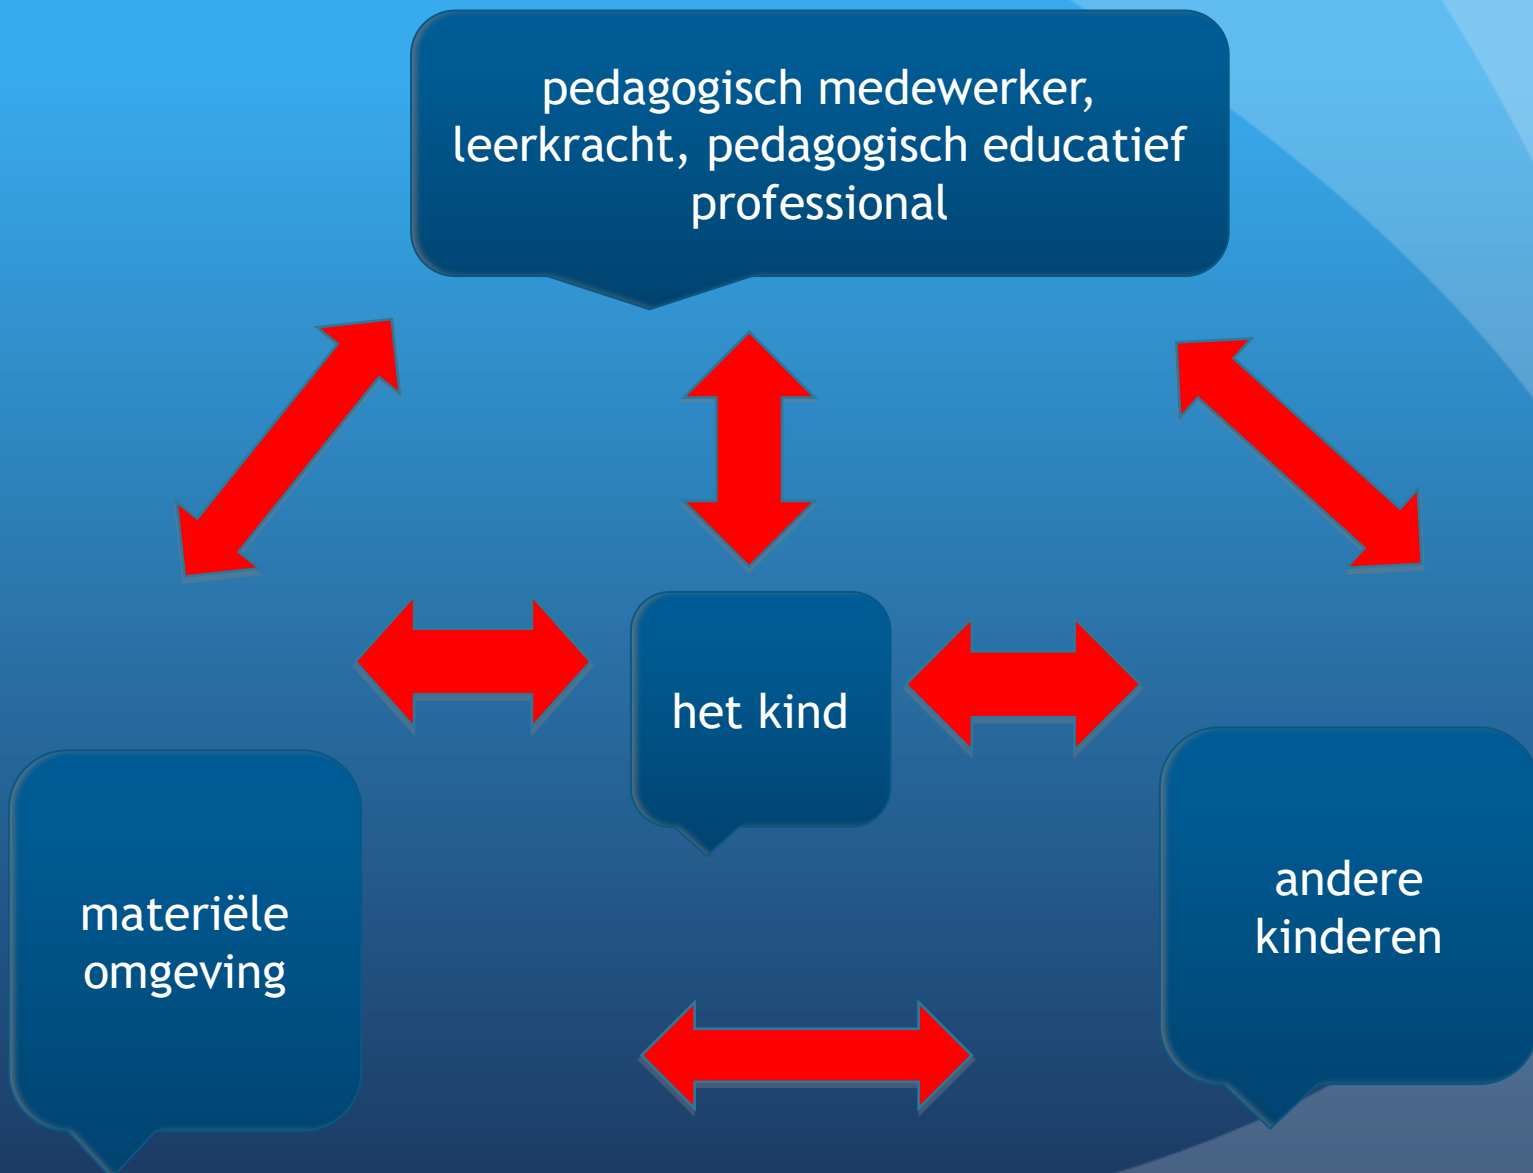 pedagogisch medewerker,
leerkracht, pedagogisch educatief
professional
het kind
materiële
omgeving
andere
kinderen